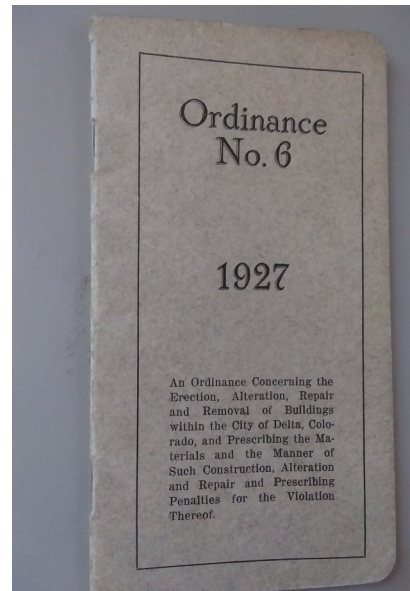 Ordinance
No. 6
1927
An Ordinance Concerning the
Erection, Alteration, Repair
and Removal of Buildings
within the City of Delta, Colo-
rado, and Prescribing the Ma-
terials and the Manner of
Such Construction, Alteration
and Repair and Prescribing
Penalties for the Violation
Thereof.